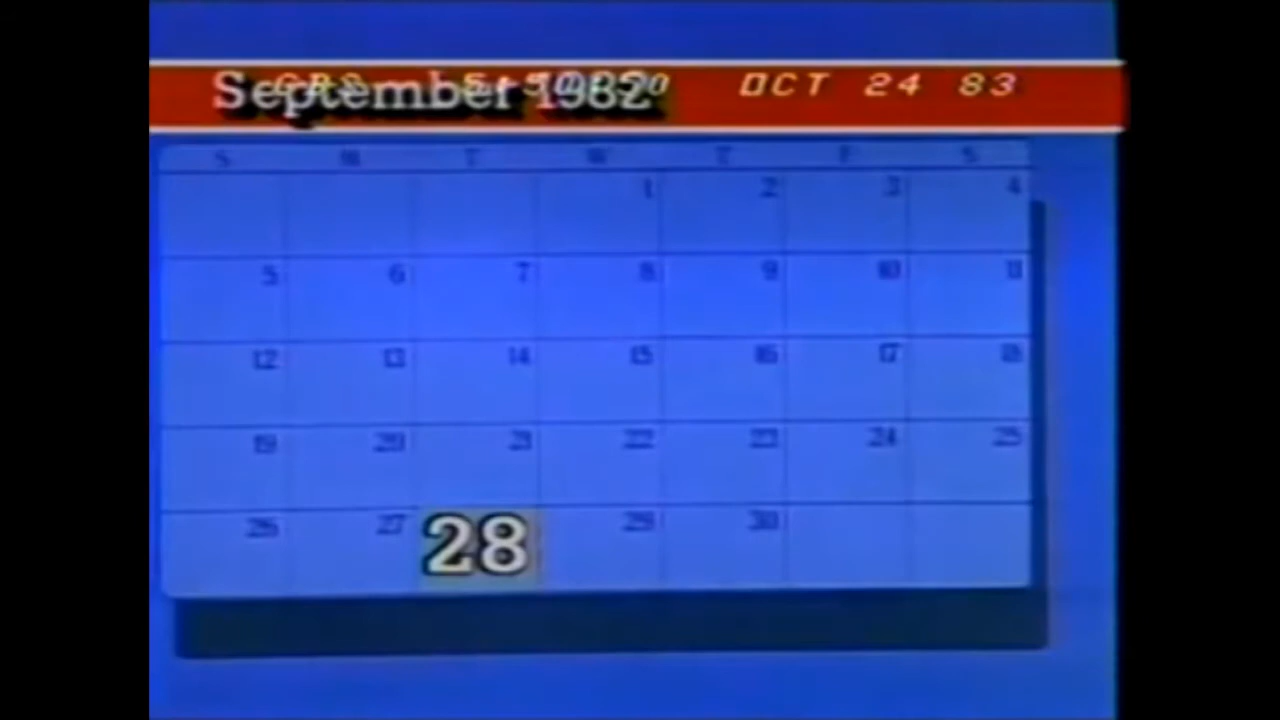 September 1982
CBS OCT 24 83
S M T W T F S
1 2 3 4
5 6 7 8 9 10 11
12 13 14 15 16 17 18
19 20 21 22 23 24 25
26 27 28 29 30